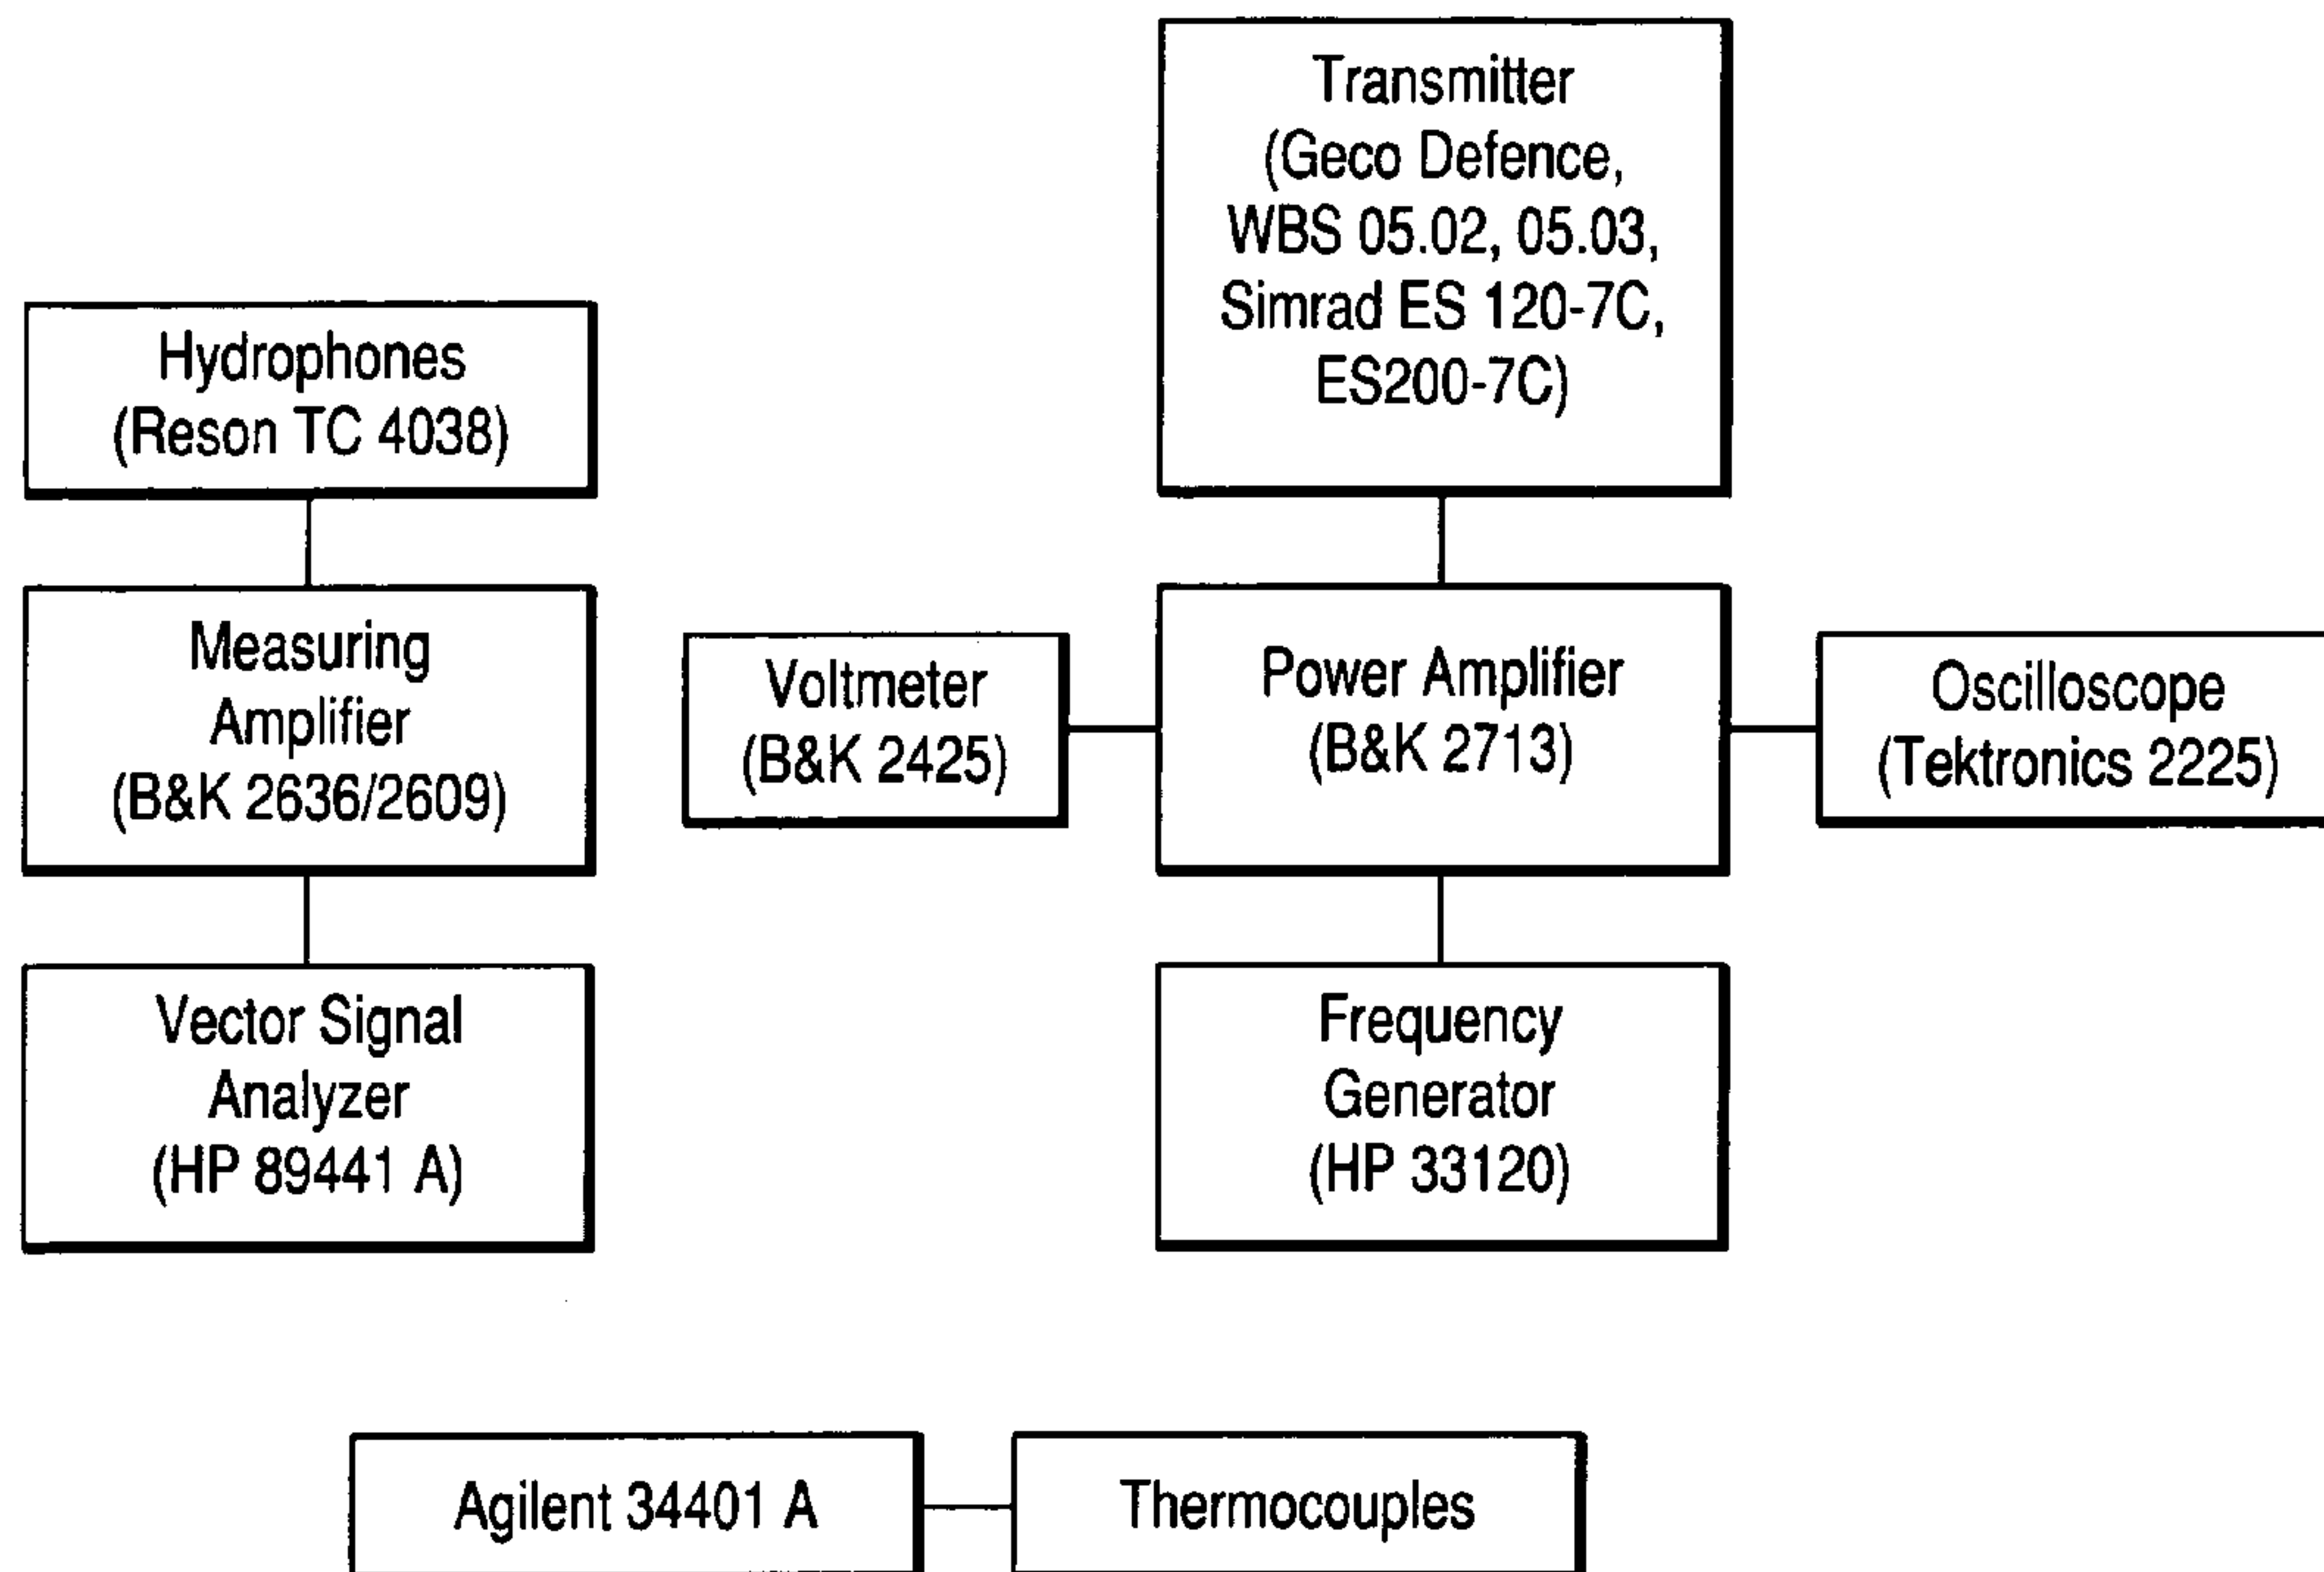 Transmitter
(Geco Defence,
WBS 05.02, 05.03,
Simrad ES 120-7C,
ES200-7C)
Hydrophones
(Reson TC 4038)
Measuring
Amplifier
(B&K 2636/2609)
Voltmeter
(B&K 2425)
Power Amplifier
(B&K 2713)
Oscilloscope
(Tektronics 2225)
Vector Signal
Analyzer
(HP 89441 A)
Frequency
Generator
(HP 33120)
Agilent 34401 A
Thermocouples